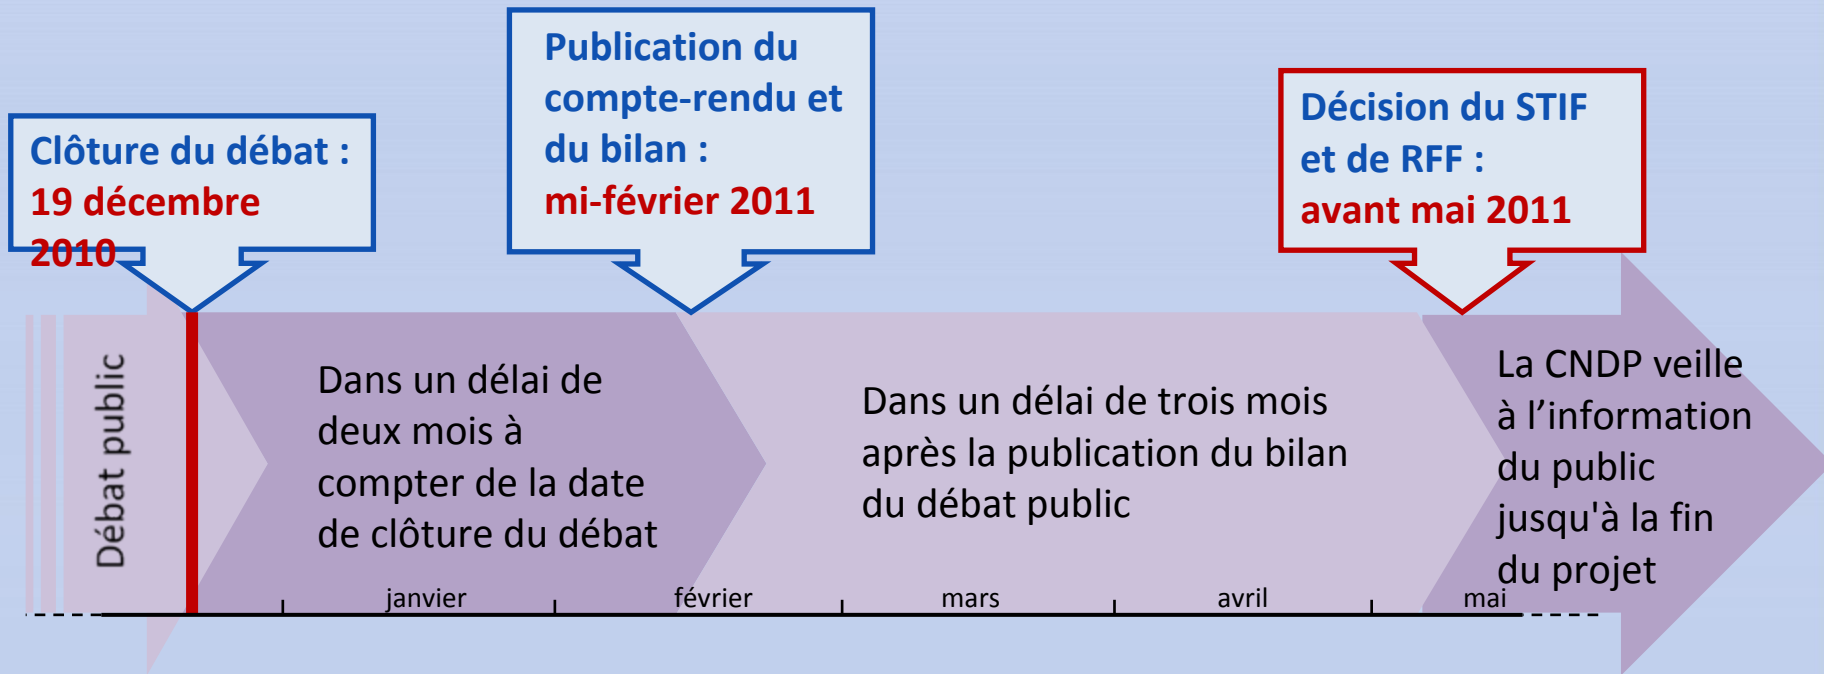 Clôture du débat :
19 décembre
2010
Publication du
compte-rendu et
du bilan :
mi-février 2011
Décision du STIF
et de RFF :
avant mai 2011
Débat public
Dans un délai de
deux mois à
compter de la date
de clôture du débat
Dans un délai de trois mois
après la publication du bilan
du débat public
La CNDP veille
à l’information
du public
jusqu'à la fin
du projet
janvier
février
mars
avril
mai